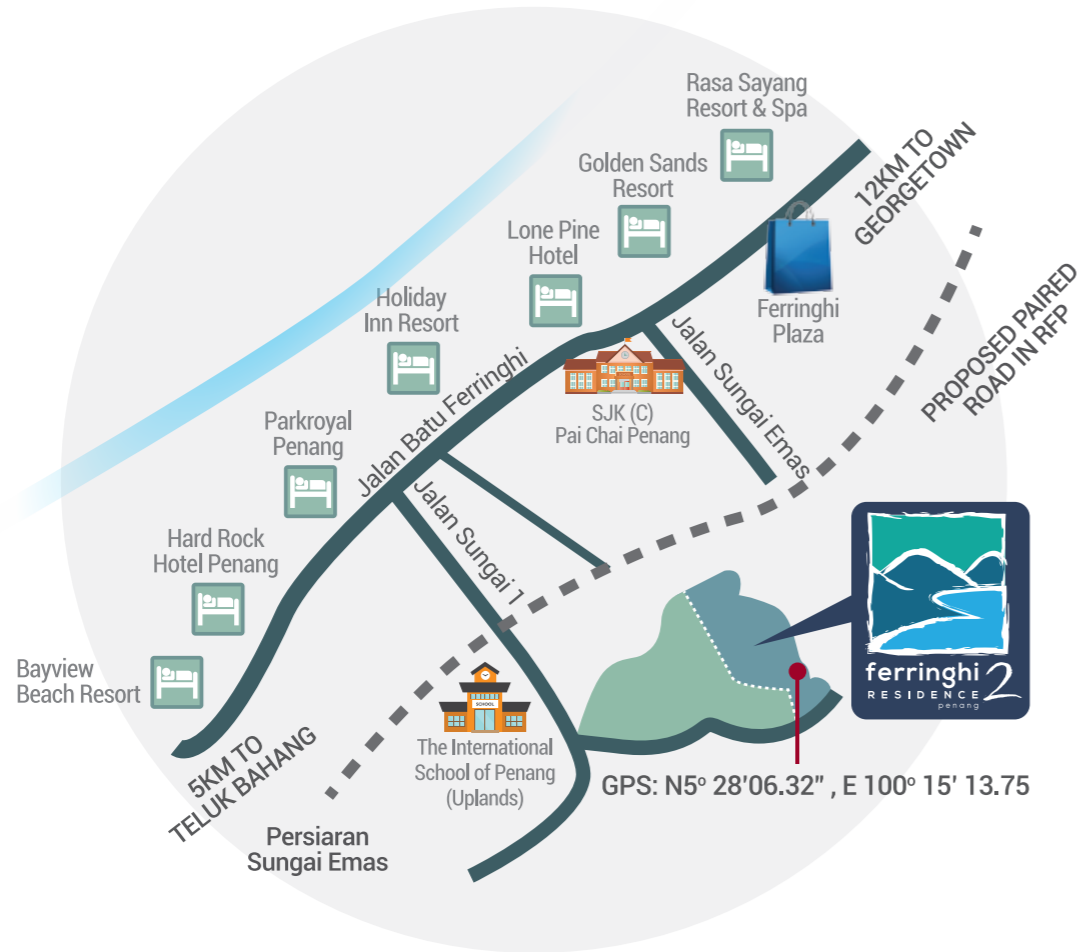 Rasa Sayang
Resort & Spa
Golden Sands
Resort
Lone Pine
Hotel
Holiday
Inn Resort
Parkroyal
Penang
Hard Rock
Hotel Penang
Bayview
Beach Resort
12KM TO
GEORGETOWN
PROPOSED PAIRED
ROAD IN RFP
Ferringhi
Plaza
Jalan Batu Ferringhi
Jalan Sungai Emas
SJK (C)
Pai Chai Penang
Jalan Sungai 1
SCHOOL
The International
School of Penang
(Uplands)
5KM TO
TELUK BAHANG
Persiaran
Sungai Emas
ferringhi 2
RESIDENCE
penang
GPS: N5º 28'06.32" , E 100º 15' 13.75